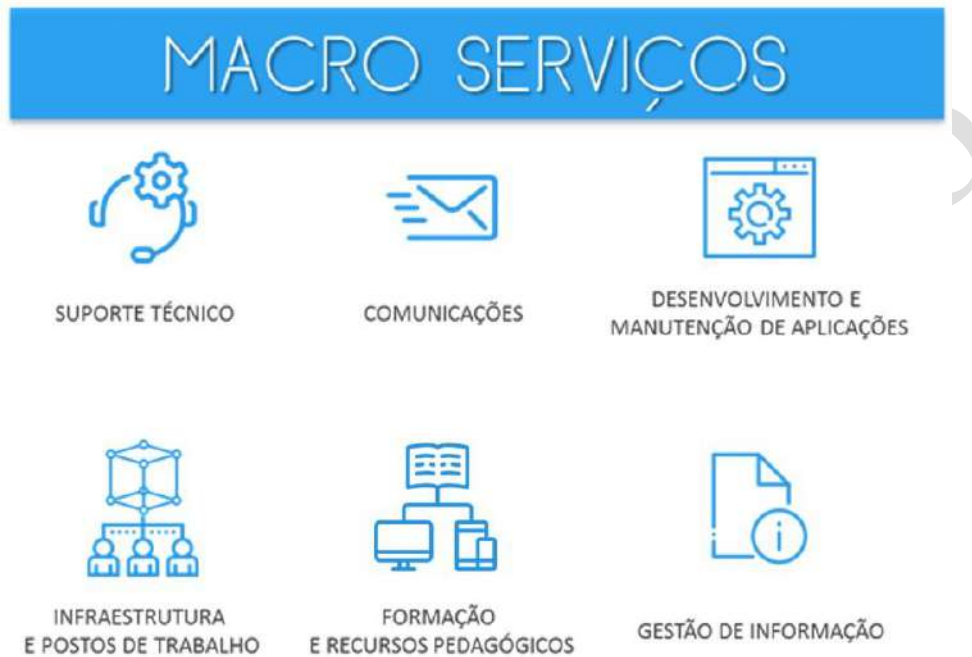 MACRO SERVIÇOS
SUPORTE TÉCNICO
COMUNICAÇÕES
DESENVOLVIMENTO E
MANUTENÇÃO DE APLICAÇÕES
INFRAESTRUTURA
E POSTOS DE TRABALHO
FORMAÇÃO
E RECURSOS PEDAGÓGICOS
GESTÃO DE INFORMAÇÃO